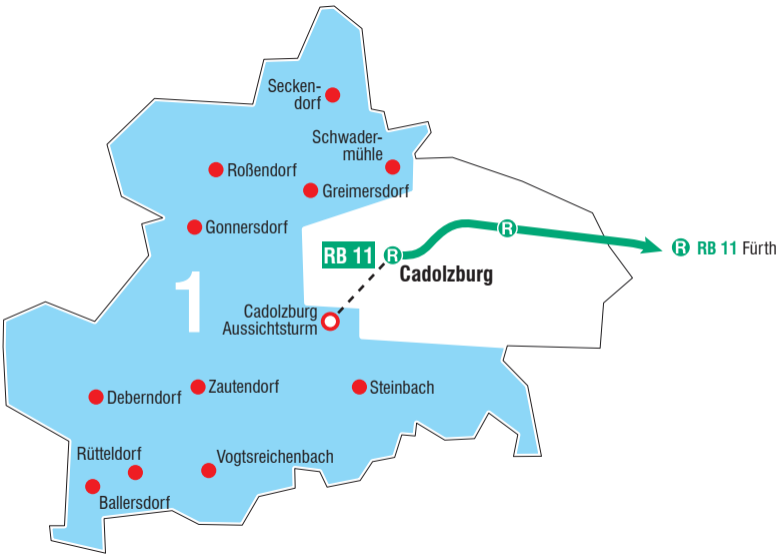 Secken-
dorf
Schwader-
mühle
Roßendorf
Greimersdorf
Gonnersdorf
RB 11
R
R
R RB 11 Fürth
Cadolzburg
1
Cadolzburg
Aussichtsturm
Deberndorf
Zautendorf
Steinbach
Rütteldorf
Vogtsreichenbach
Ballersdorf